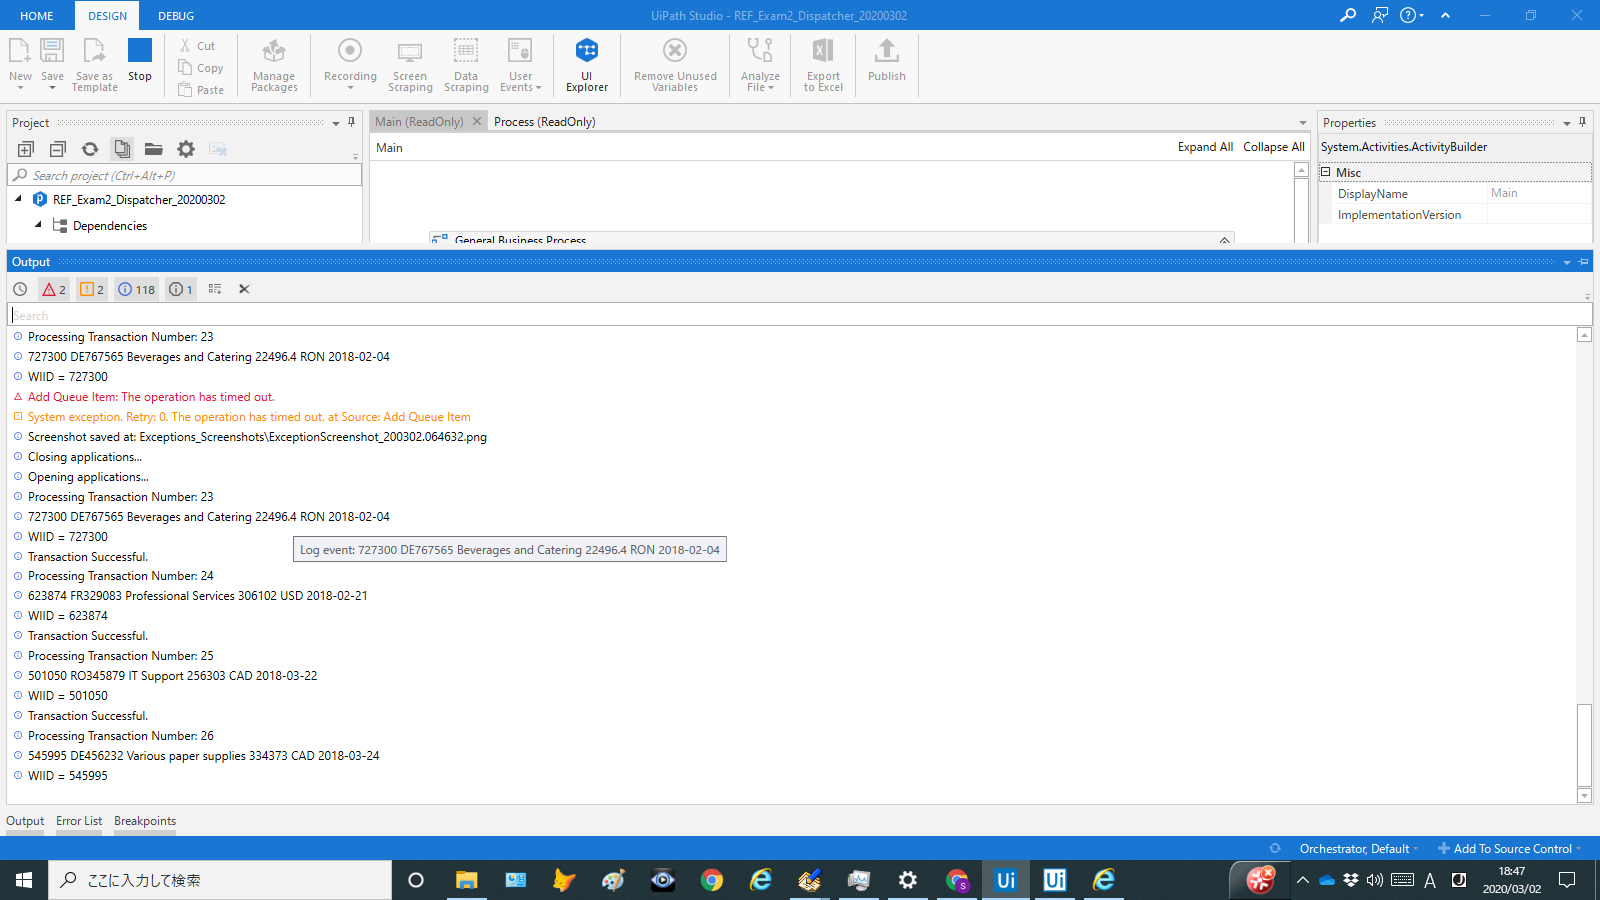 HOME DESIGN DEBUG UiPath Studio - REF_Exam2_Dispatcher_20200302
New Save Save as Template Stop Cut Copy Paste Manage Packages Recording Screen Scraping Data Scraping User Events UI Explorer Remove Unused Variables Analyze File Export to Excel Publish
Project
Search project (Ctrl+Alt+P)
REF_Exam2_Dispatcher_20200302
Dependencies
Main (ReadOnly) Process (ReadOnly)
Main Expand All Collapse All
General Business Process
Properties
System.Activities.ActivityBuilder
Misc
DisplayName Main
ImplementationVersion
Output
2 2 118 1
Search
Processing Transaction Number: 23
727300 DE767565 Beverages and Catering 22496.4 RON 2018-02-04
WIID = 727300
Add Queue Item: The operation has timed out.
System exception. Retry: 0. The operation has timed out. at Source: Add Queue Item
Screenshot saved at: Exceptions_Screenshots\ExceptionScreenshot_200302.064632.png
Closing applications...
Opening applications...
Processing Transaction Number: 23
727300 DE767565 Beverages and Catering 22496.4 RON 2018-02-04
WIID = 727300
Log event: 727300 DE767565 Beverages and Catering 22496.4 RON 2018-02-04
Transaction Successful.
Processing Transaction Number: 24
623874 FR329083 Professional Services 306102 USD 2018-02-21
WIID = 623874
Transaction Successful.
Processing Transaction Number: 25
501050 RO345879 IT Support 256303 CAD 2018-03-22
WIID = 501050
Transaction Successful.
Processing Transaction Number: 26
545995 DE456232 Various paper supplies 334373 CAD 2018-03-24
WIID = 545995
Output Error List Breakpoints
Orchestrator, Default Add To Source Control
ここに入力して検索
Ui Ui
A
18:47
2020/03/02